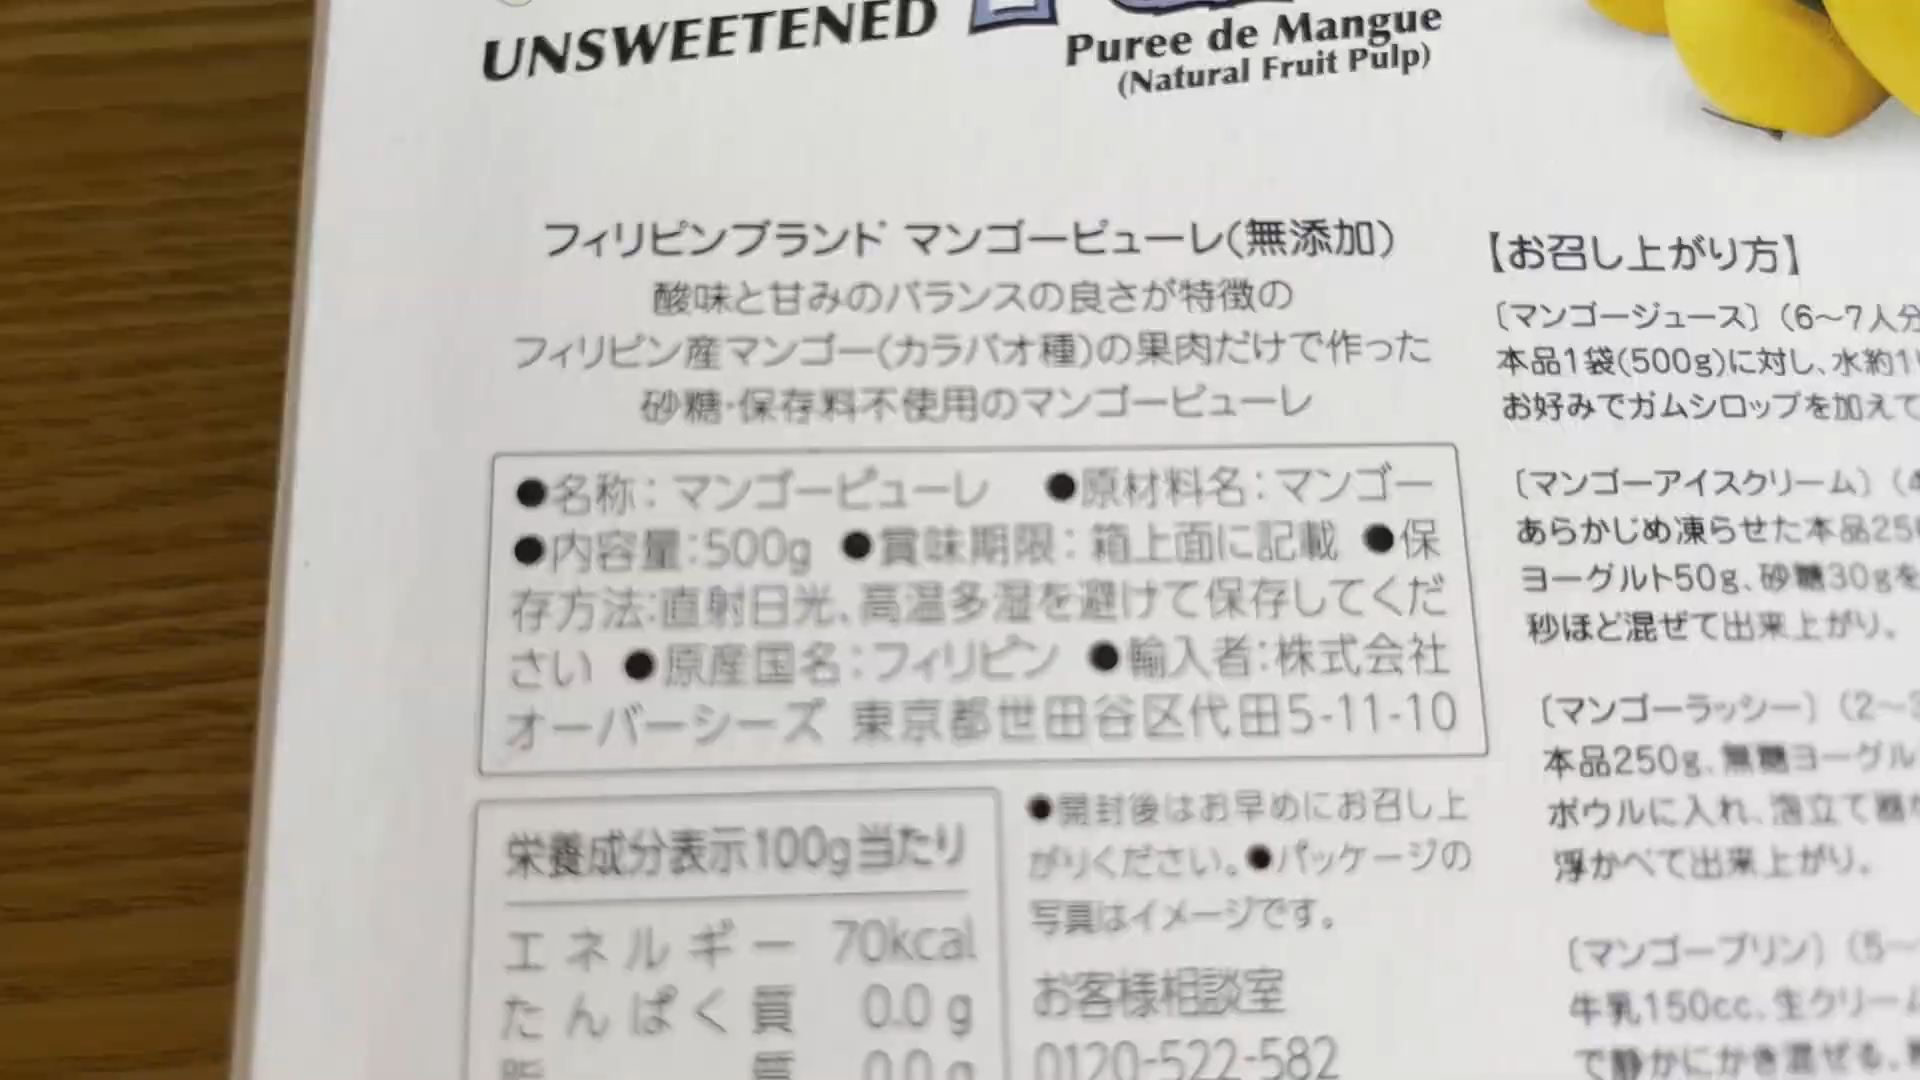 UNSWEETENED
Puree de Mangue
(Natural Fruit Pulp)
フィリピンブランド マンゴーピューレ(無添加)
酸味と甘みのバランスの良さが特徴の
フィリピン産マンゴー(カラバオ種)の果肉だけで作った
砂糖・保存料不使用のマンゴーピューレ
●名称：マンゴーピューレ ●原材料名：マンゴー
●内容量:500g ●賞味期限：箱上面に記載 ●保
存方法:直射日光、高温多湿を避けて保存してくだ
さい ●原産国名：フィリピン ●輸入者：株式会社
オーバーシーズ 東京都世田谷区代田5-11-10
栄養成分表示100g当たり
エネルギー 70kcal
たんぱく質 0.0 g
質 0.0 g
●開封後はお早めにお召し上
がりください。●パッケージの
写真はイメージです。
お客様相談室
0120-522-582
【お召し上がり方】
〔マンゴージュース〕（6〜7人分
本品1袋(500g)に対し、水約1
お好みでガムシロップを加えて
〔マンゴーアイスクリーム〕（4
あらかじめ凍らせた本品25
ヨーグルト50g、砂糖30gを
秒ほど混ぜて出来上がり。
〔マンゴーラッシー〕（2〜3
本品250g、無糖ヨーグル
ボウルに入れ、泡立て器
浮かべて出来上がり。
〔マンゴープリン〕（5〜
牛乳150cc、生クリーム
で静かにかき混ぜる。